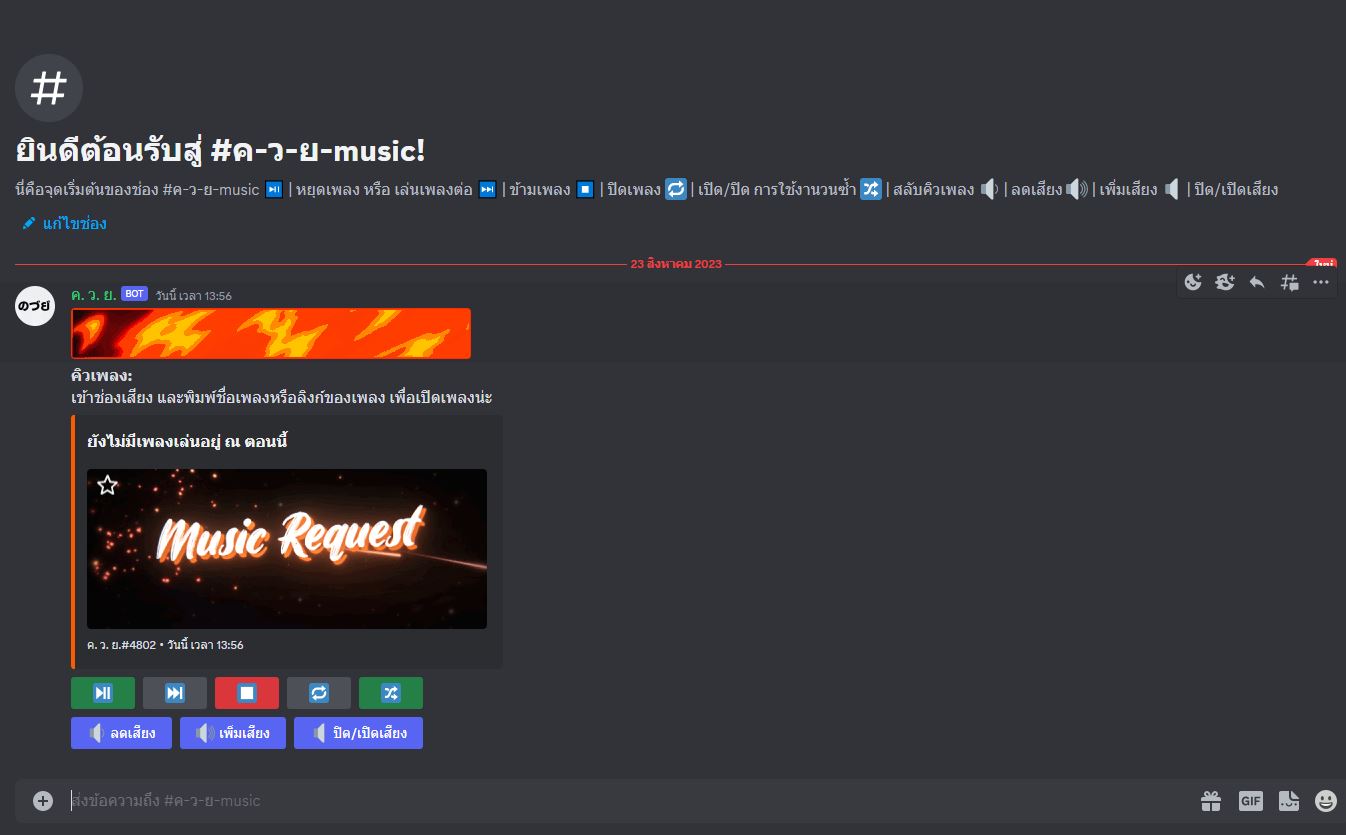 ยินดีต้อนรับสู่ #ค-ว-ย-music!
นี่คือจุดเริ่มต้นของช่อง #ค-ว-ย-music ⏯️ | หยุดเพลง หรือ เล่นเพลงต่อ ⏭️ | ข้ามเพลง ⏹️ | ปิดเพลง 🔁 | เปิด/ปิด การใช้งานวนซ้ำ 🔀 | สลับคิวเพลง 🔉 | ลดเสียง 🔊 | เพิ่มเสียง 🔈 | ปิด/เปิดเสียง
แก้ไขช่อง
23 สิงหาคม 2023
ใหม่
ค. ว. ย. BOT วันนี้ เวลา 13:56
คิวเพลง:
เข้าช่องเสียง และพิมพ์ชื่อเพลงหรือลิงก์ของเพลง เพื่อเปิดเพลงน่ะ
ยังไม่มีเพลงเล่นอยู่ ณ ตอนนี้
Music Request
ค. ว. ย.#4802 • วันนี้ เวลา 13:56
ลดเสียง เพิ่มเสียง ปิด/เปิดเสียง
ส่งข้อความถึง #ค-ว-ย-music
GIF